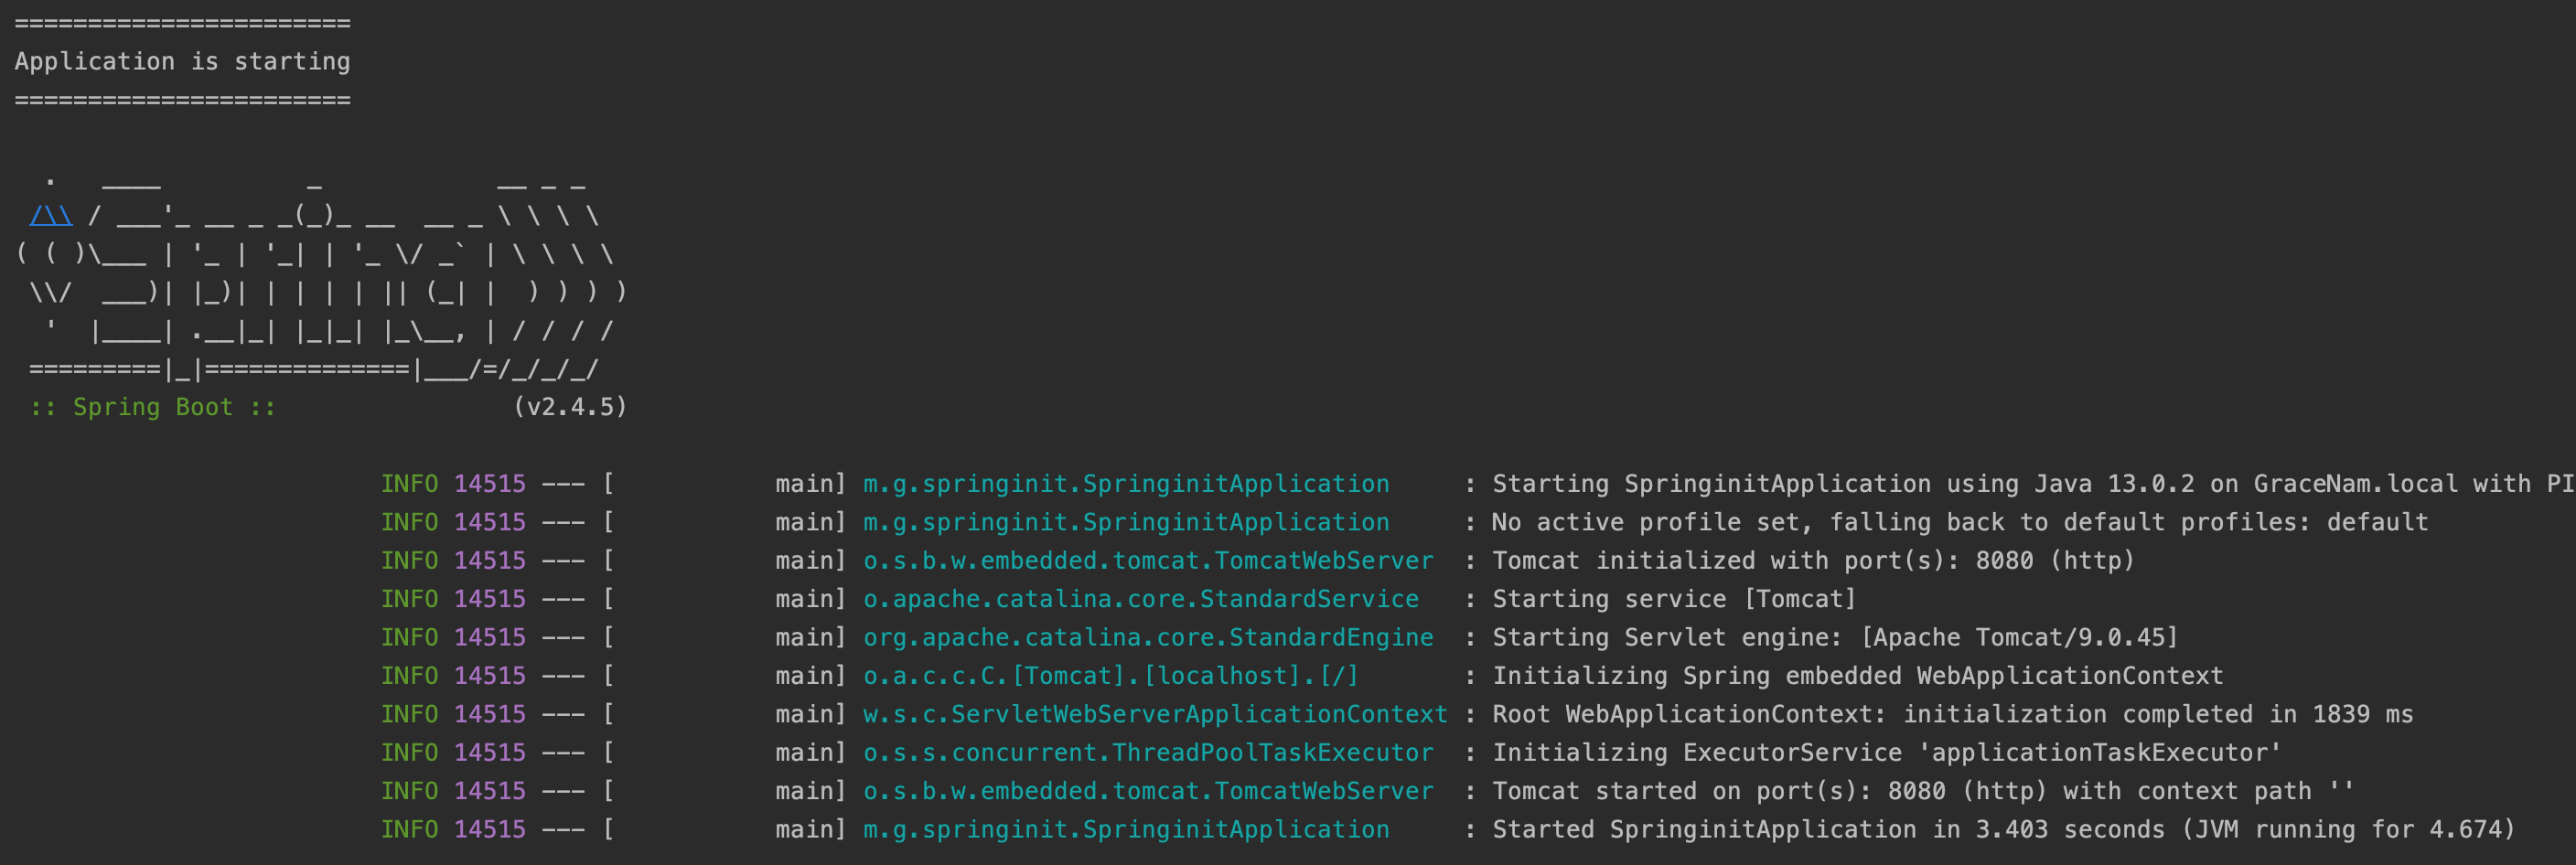 =======================
Application is starting
=======================
  .   ____          _            __ _ _
 /\\ / ___'_ __ _ _(_)_ __  __ _ \ \ \ \
( ( )\___ | '_ | '_| | '_ \/ _` | \ \ \ \
 \\/  ___)| |_)| | | | | || (_| |  ) ) ) )
  '  |____| .__|_| |_|_| |_\__, | / / / /
 =========|_|==============|___/=/_/_/_/
 :: Spring Boot ::                (v2.4.5)
INFO 14515 --- [           main] m.g.springinit.SpringinitApplication     : Starting SpringinitApplication using Java 13.0.2 on GraceNam.local with PI
INFO 14515 --- [           main] m.g.springinit.SpringinitApplication     : No active profile set, falling back to default profiles: default
INFO 14515 --- [           main] o.s.b.w.embedded.tomcat.TomcatWebServer  : Tomcat initialized with port(s): 8080 (http)
INFO 14515 --- [           main] o.apache.catalina.core.StandardService   : Starting service [Tomcat]
INFO 14515 --- [           main] org.apache.catalina.core.StandardEngine  : Starting Servlet engine: [Apache Tomcat/9.0.45]
INFO 14515 --- [           main] o.a.c.c.C.[Tomcat].[localhost].[/]       : Initializing Spring embedded WebApplicationContext
INFO 14515 --- [           main] w.s.c.ServletWebServerApplicationContext : Root WebApplicationContext: initialization completed in 1839 ms
INFO 14515 --- [           main] o.s.s.concurrent.ThreadPoolTaskExecutor  : Initializing ExecutorService 'applicationTaskExecutor'
INFO 14515 --- [           main] o.s.b.w.embedded.tomcat.TomcatWebServer  : Tomcat started on port(s): 8080 (http) with context path ''
INFO 14515 --- [           main] m.g.springinit.SpringinitApplication     : Started SpringinitApplication in 3.403 seconds (JVM running for 4.674)